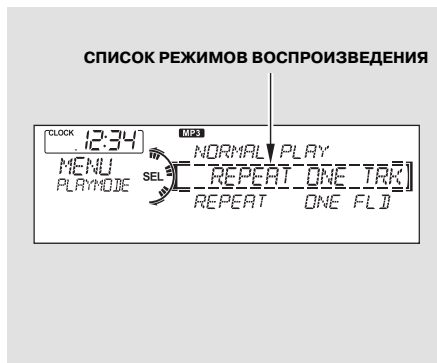 СПИСОК РЕЖИМОВ ВОСПРОИЗВЕДЕНИЯ
CLOCK 12:34 MP3
NORMAL PLAY
MENU
PLAYMODE
SEL
REPEAT ONE TRK
REPEAT ONE FLD